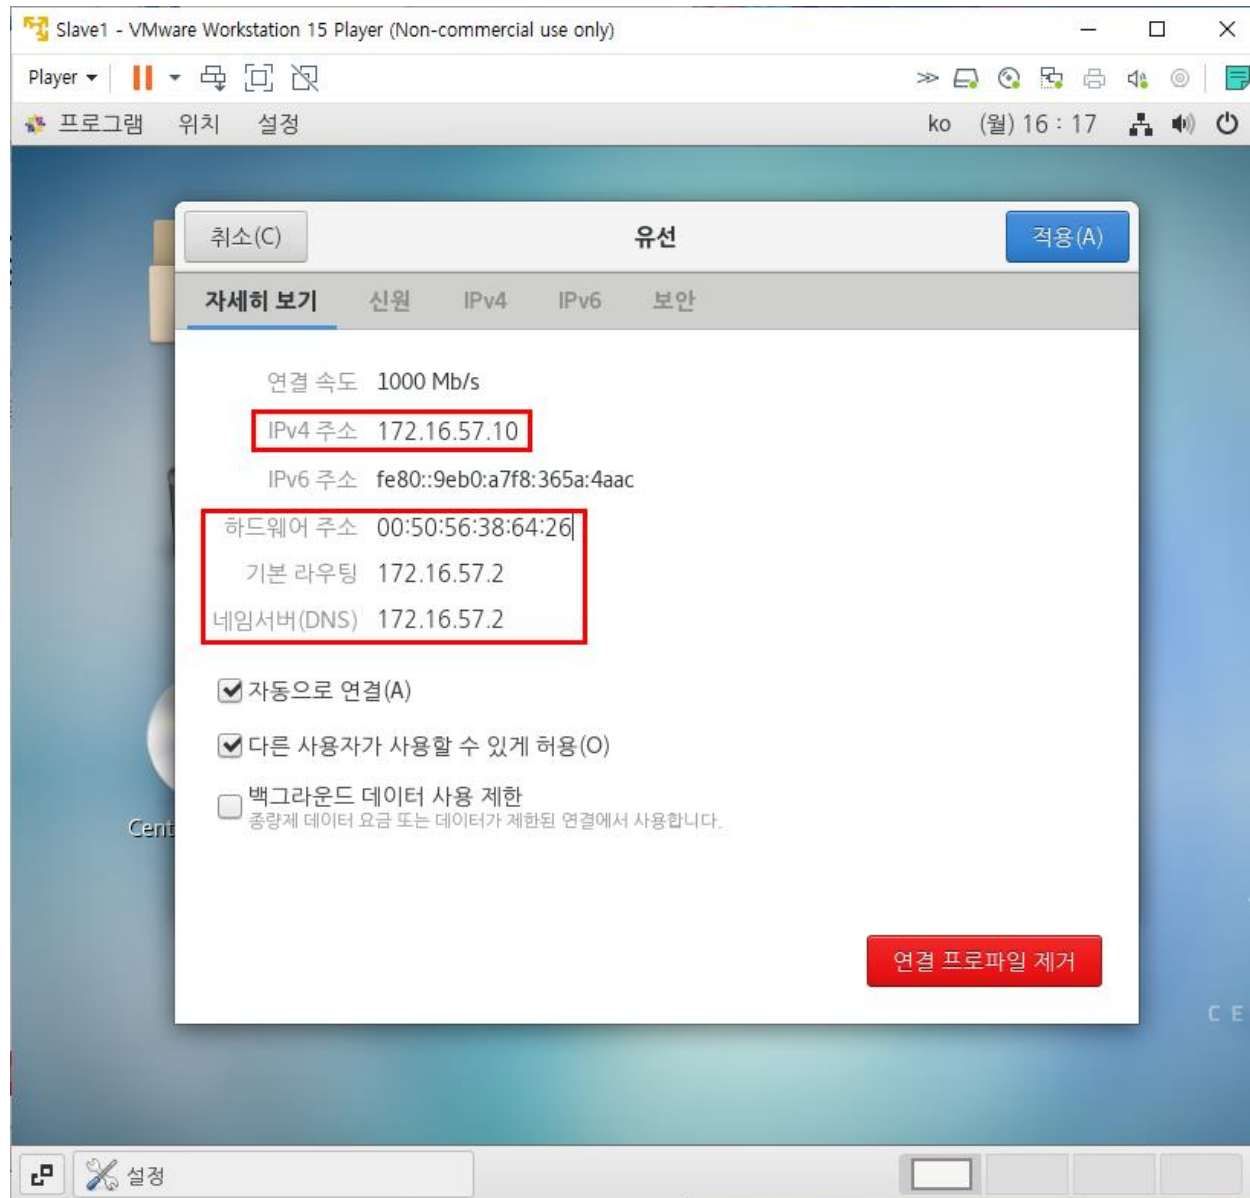 Slave1 - VMware Workstation 15 Player (Non-commercial use only)
Player
프로그램 위치 설정 ko (월) 16 : 17
취소(C) 유선 적용(A)
자세히 보기 신원 IPv4 IPv6 보안
연결 속도 1000 Mb/s
IPv4 주소 172.16.57.10
IPv6 주소 fe80::9eb0:a7f8:365a:4aac
하드웨어 주소 00:50:56:38:64:26
기본 라우팅 172.16.57.2
네임서버(DNS) 172.16.57.2
자동으로 연결(A)
다른 사용자가 사용할 수 있게 허용(O)
백그라운드 데이터 사용 제한
종량제 데이터 요금 또는 데이터가 제한된 연결에서 사용합니다.
Cent
연결 프로파일 제거
C E
설정